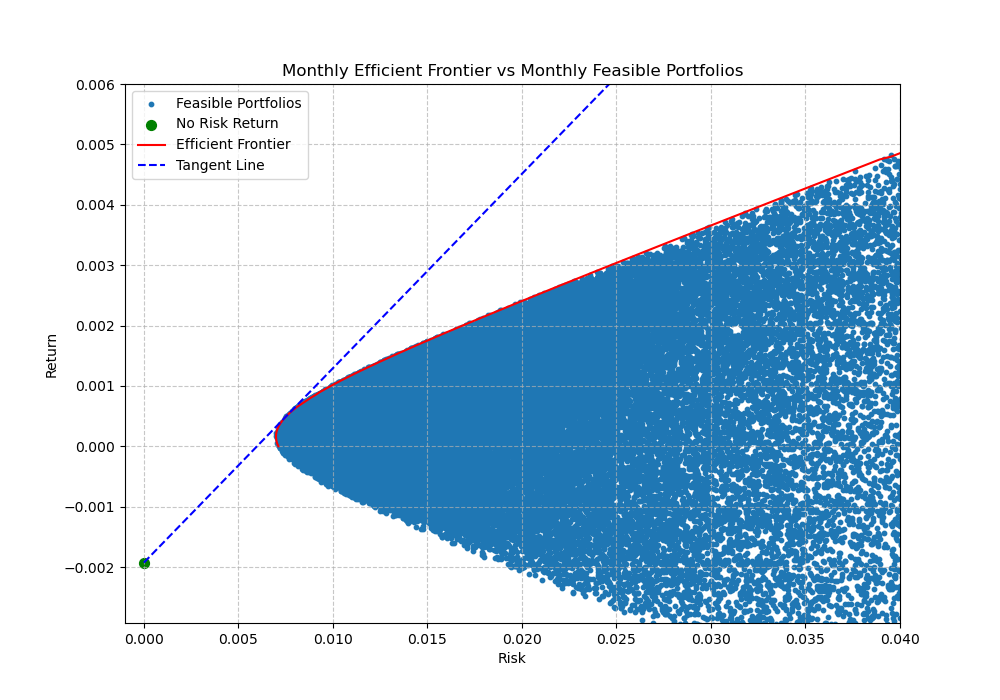 Monthly Efficient Frontier vs Monthly Feasible Portfolios
Feasible Portfolios
No Risk Return
Efficient Frontier
Tangent Line
0.006
0.005
0.004
0.003
0.002
0.001
0.000
−0.001
−0.002
Return
0.000 0.005 0.010 0.015 0.020 0.025 0.030 0.035 0.040
Risk